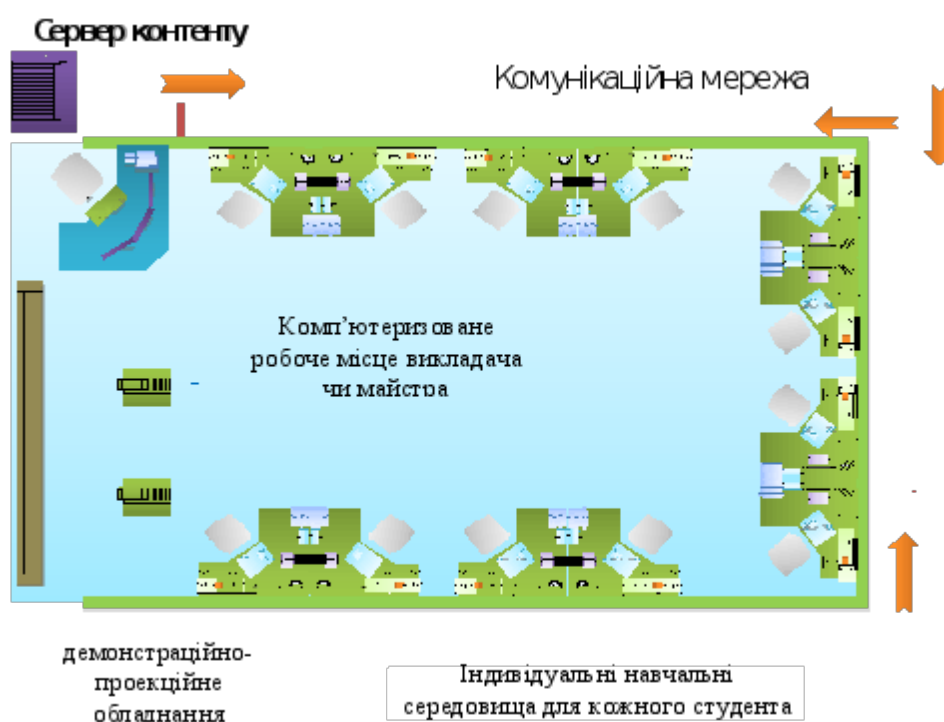 Сервер контенту
Комунікаційна мережа
Комп’ютеризоване
робоче місце викладача
чи майстра
демонстраційно-
проекційне
обладнання
Індивідуальні навчальні
середовища для кожного студента